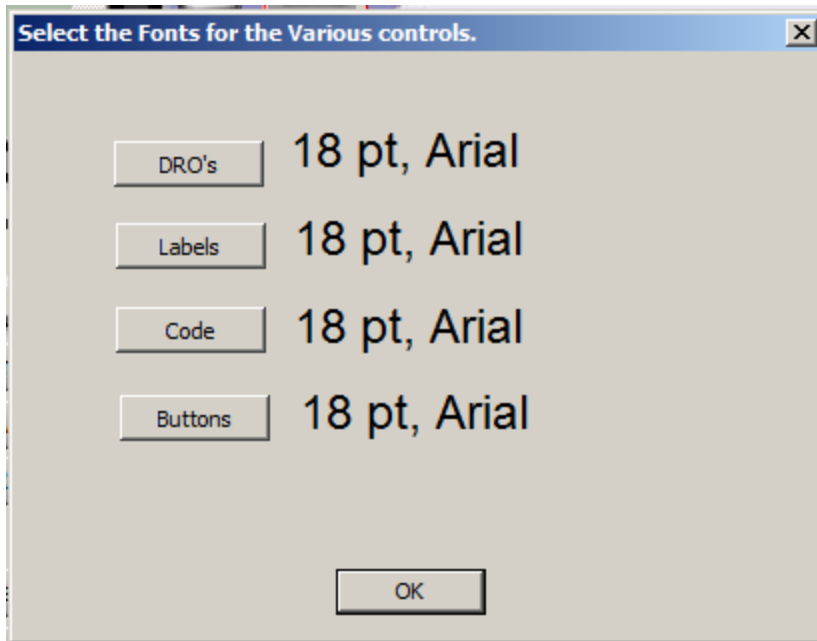 Select the Fonts for the Various controls.
DRO's 18 pt, Arial
Labels 18 pt, Arial
Code 18 pt, Arial
Buttons 18 pt, Arial
OK